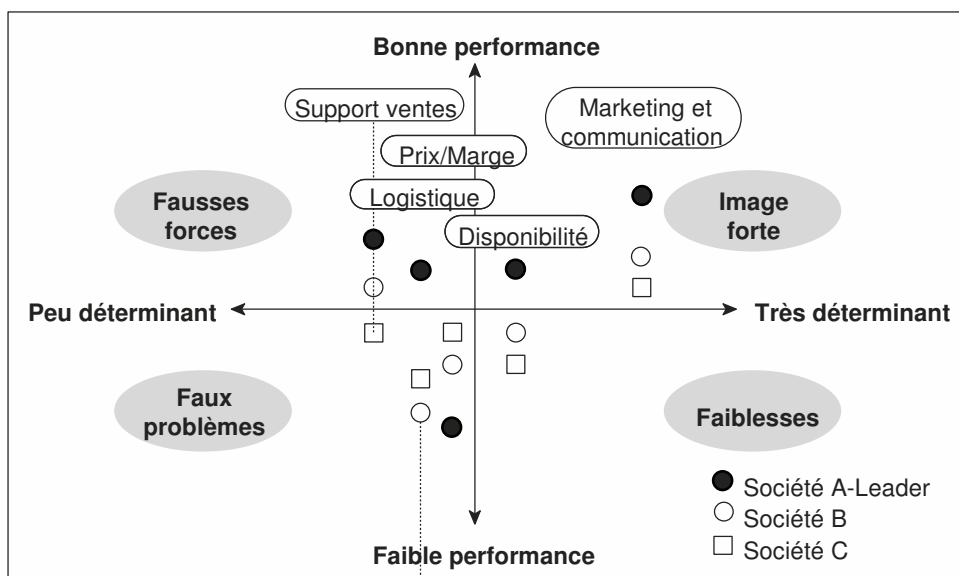 Bonne performance
Support ventes
Marketing et
communication
Prix/Marge
Logistique
Fausses
forces
Image
forte
Disponibilité
Peu déterminant
Très déterminant
Faux
problèmes
Faiblesses
Société A-Leader
Société B
Société C
Faible performance